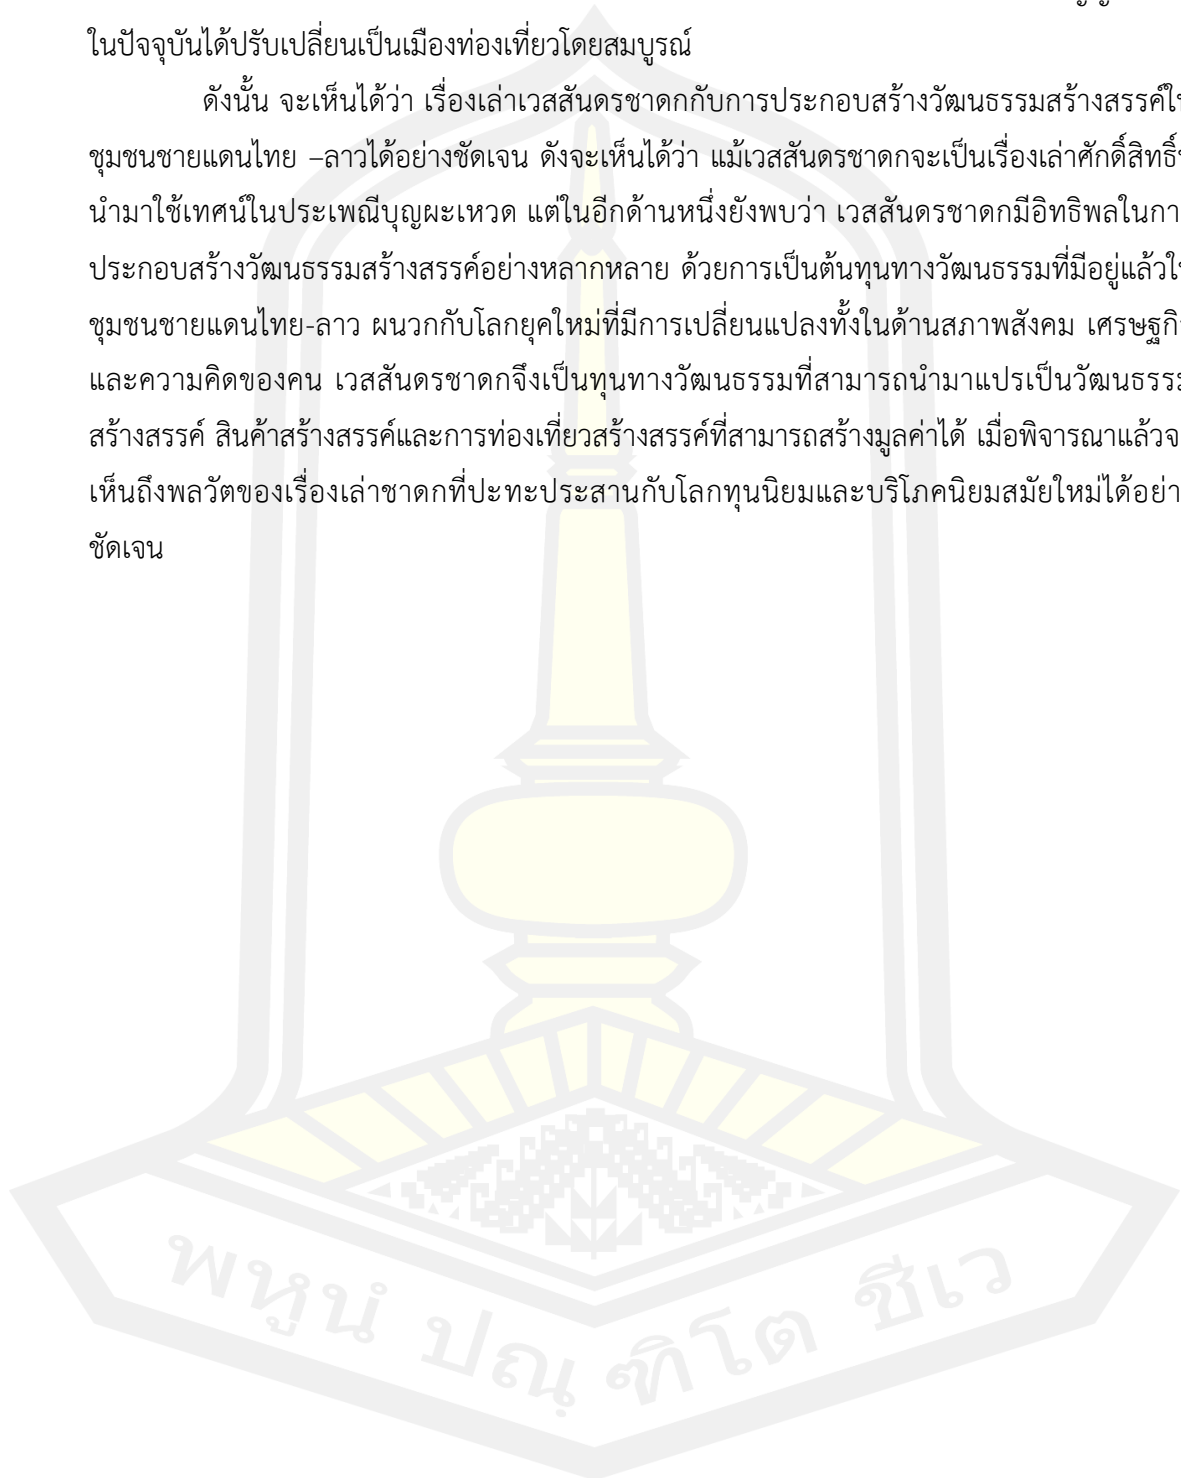 ในปัจจุบันได้ปรับเปลี่ยนเป็นเมืองท่องเที่ยวโดยสมบูรณ์
ดังนั้น จะเห็นได้ว่า เรื่องเล่าเวสสันดรชาดกกับการประกอบสร้างวัฒนธรรมสร้างสรรค์ใ
ชุมชนชายแดนไทย –ลาวได้อย่างชัดเจน ดังจะเห็นได้ว่า แม้เวสสันดรชาดกจะเป็นเรื่องเล่าศักดิ์สิทธิ์
นำมาใช้เทศน์ในประเพณีบุญผะเหวด แต่ในอีกด้านหนึ่งยังพบว่า เวสสันดรชาดกมีอิทธิพลในกา
ประกอบสร้างวัฒนธรรมสร้างสรรค์อย่างหลากหลาย ด้วยการเป็นต้นทุนทางวัฒนธรรมที่มีอยู่แล้วใ
ชุมชนชายแดนไทย-ลาว ผนวกกับโลกยุคใหม่ที่มีการเปลี่ยนแปลงทั้งในด้านสภาพสังคม เศรษฐกิ
และความคิดของคน เวสสันดรชาดกจึงเป็นทุนทางวัฒนธรรมที่สามารถนำมาแปรเป็นวัฒนธรร
สร้างสรรค์ สินค้าสร้างสรรค์และการท่องเที่ยวสร้างสรรค์ที่สามารถสร้างมูลค่าได้ เมื่อพิจารณาแล้วจ
เห็นถึงพลวัตของเรื่องเล่าชาดกที่ปะทะประสานกับโลกทุนนิยมและบริโภคนิยมสมัยใหม่ได้อย่า
ชัดเจน
พหูนํ ปณฺฑิโต ชีเว